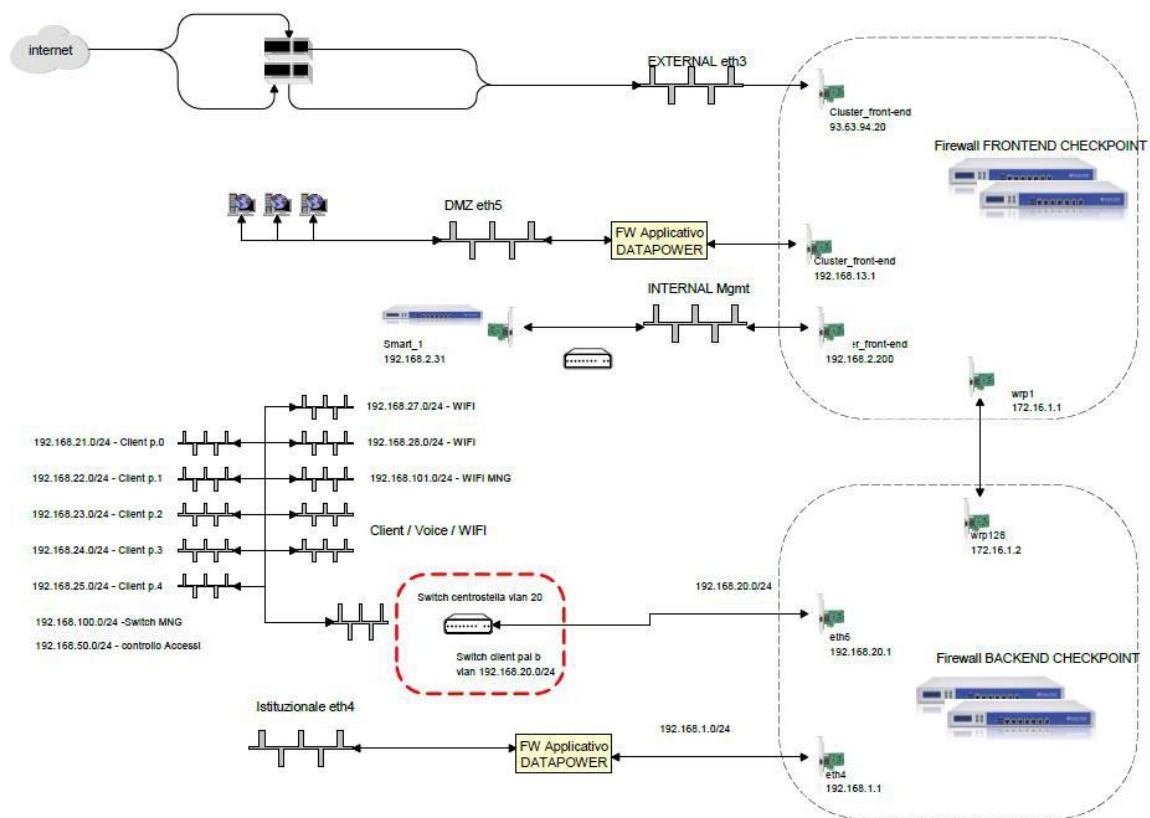 internet
EXTERNAL eth3
Cluster_front-end
93.63.94.20
Firewall FRONTEND CHECKPOINT
DMZ eth5
FW Applicativo
DATAPOWER
Cluster_front-end
192.168.13.1
INTERNAL Mgmt
Smart_1
192.168.2.31
er_front-end
192.168.2.200
wrp1
172.16.1.1
192.168.27.0/24 - WIFI
192.168.21.0/24 - Client p.0
192.168.28.0/24 - WIFI
192.168.22.0/24 - Client p.1
192.168.101.0/24 - WIFI MNG
192.168.23.0/24 - Client p.2
Client / Voice / WIFI
192.168.24.0/24 - Client p.3
wrp128
172.16.1.2
192.168.25.0/24 - Client p.4
192.168.20.0/24
Switch centrostella vlan 20
192.168.100.0/24 -Switch MNG
192.168.50.0/24 - controllo Accessi
eth6
192.168.20.1
Switch client pal b
vlan 192.168.20.0/24
Firewall BACKEND CHECKPOINT
Istituzionale eth4
192.168.1.0/24
FW Applicativo
DATAPOWER
eth4
192.168.1.1